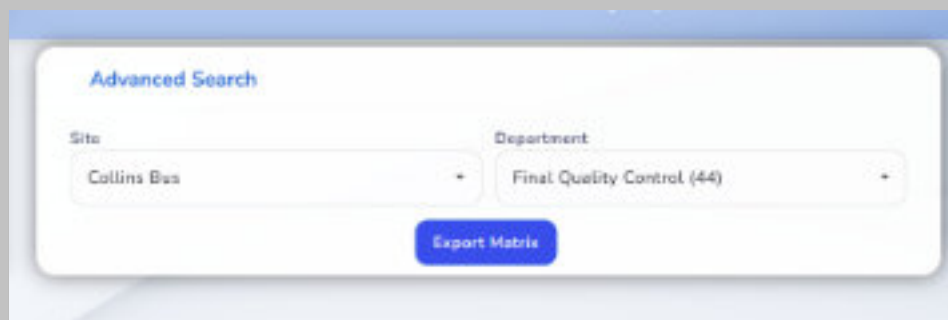 Advanced Search
Site
Department
Collins Bus
Final Quality Control (44)
Export Matrix